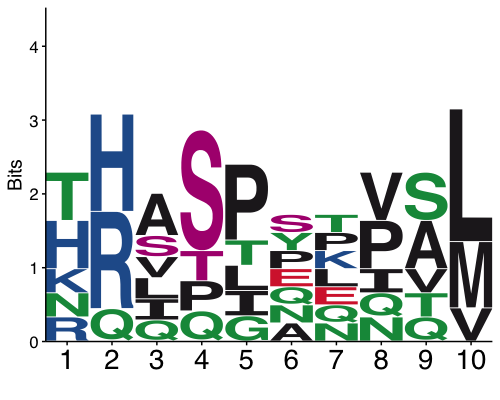 Bits
4
3
2
1
0
T H K N R
H R Q
A S V L I Q
S T P Q
P T L I G
S Y P E Q N A
T P K L E Q N
V P I Q N
S A V T Q
L M V
1 2 3 4 5 6 7 8 9 10